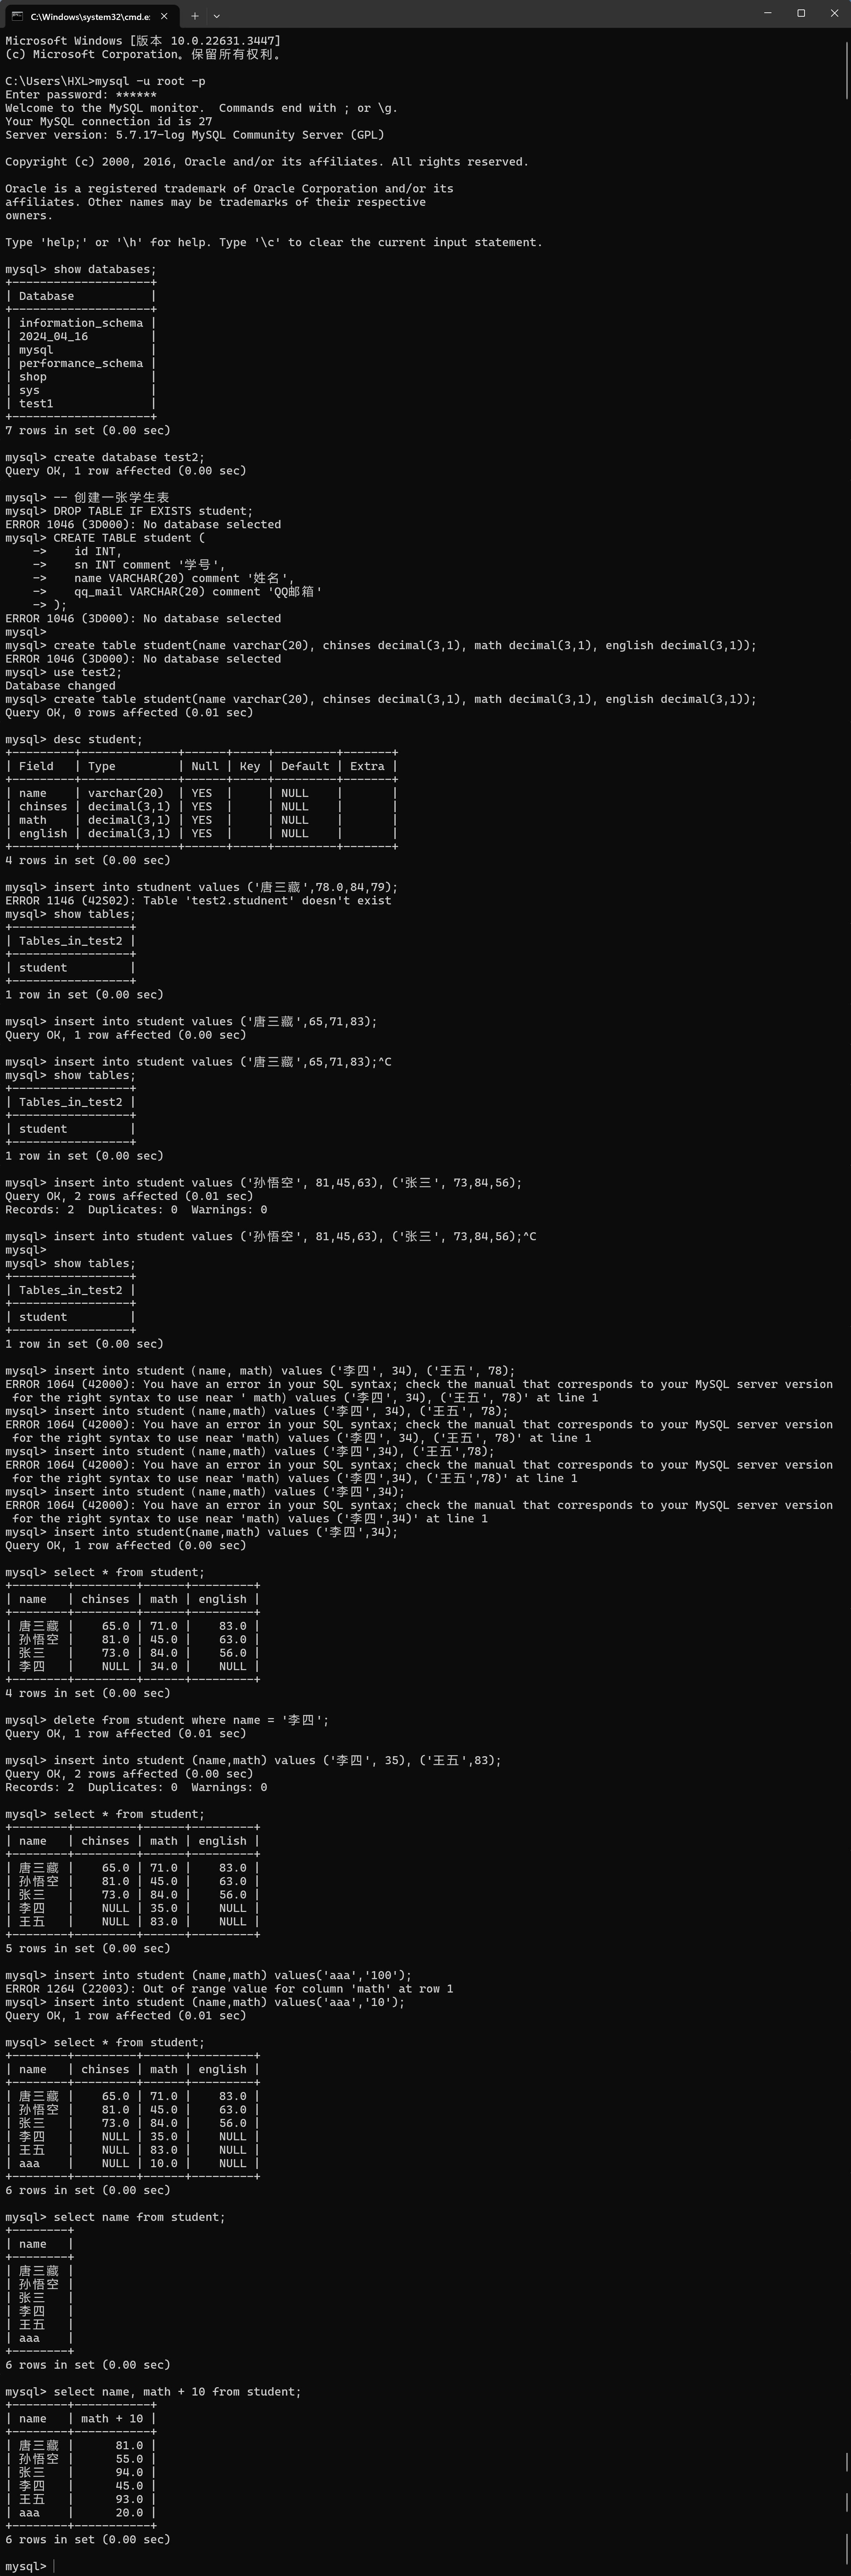 C:\Windows\system32\cmd.e:
Microsoft Windows [版本 10.0.22631.3447]
(c) Microsoft Corporation。保留所有权利。
C:\Users\HXL>mysql -u root -p
Enter password: ******
Welcome to the MySQL monitor.  Commands end with ; or \g.
Your MySQL connection id is 27
Server version: 5.7.17-log MySQL Community Server (GPL)
Copyright (c) 2000, 2016, Oracle and/or its affiliates. All rights reserved.
Oracle is a registered trademark of Oracle Corporation and/or its
affiliates. Other names may be trademarks of their respective
owners.
Type 'help;' or '\h' for help. Type '\c' to clear the current input statement.
mysql> show databases;
+--------------------+
| Database           |
+--------------------+
| information_schema |
| 2024_04_16         |
| mysql              |
| performance_schema |
| shop               |
| sys                |
| test1              |
+--------------------+
7 rows in set (0.00 sec)
mysql> create database test2;
Query OK, 1 row affected (0.00 sec)
mysql> -- 创建一张学生表
mysql> DROP TABLE IF EXISTS student;
ERROR 1046 (3D000): No database selected
mysql> CREATE TABLE student (
    ->    id INT,
    ->    sn INT comment '学号',
    ->    name VARCHAR(20) comment '姓名',
    ->    qq_mail VARCHAR(20) comment 'QQ邮箱'
    -> );
ERROR 1046 (3D000): No database selected
mysql>
mysql> create table student(name varchar(20), chinses decimal(3,1), math decimal(3,1), english decimal(3,1));
ERROR 1046 (3D000): No database selected
mysql> use test2;
Database changed
mysql> create table student(name varchar(20), chinses decimal(3,1), math decimal(3,1), english decimal(3,1));
Query OK, 0 rows affected (0.01 sec)
mysql> desc student;
+---------+--------------+------+-----+---------+-------+
| Field   | Type         | Null | Key | Default | Extra |
+---------+--------------+------+-----+---------+-------+
| name    | varchar(20)  | YES  |     | NULL    |       |
| chinses | decimal(3,1) | YES  |     | NULL    |       |
| math    | decimal(3,1) | YES  |     | NULL    |       |
| english | decimal(3,1) | YES  |     | NULL    |       |
+---------+--------------+------+-----+---------+-------+
4 rows in set (0.00 sec)
mysql> insert into studnent values ('唐三藏',78.0,84,79);
ERROR 1146 (42S02): Table 'test2.studnent' doesn't exist
mysql> show tables;
+-----------------+
| Tables_in_test2 |
+-----------------+
| student         |
+-----------------+
1 row in set (0.00 sec)
mysql> insert into student values ('唐三藏',65,71,83);
Query OK, 1 row affected (0.00 sec)
mysql> insert into student values ('唐三藏',65,71,83);^C
mysql> show tables;
+-----------------+
| Tables_in_test2 |
+-----------------+
| student         |
+-----------------+
1 row in set (0.00 sec)
mysql> insert into student values ('孙悟空', 81,45,63), ('张三', 73,84,56);
Query OK, 2 rows affected (0.01 sec)
Records: 2  Duplicates: 0  Warnings: 0
mysql> insert into student values ('孙悟空', 81,45,63), ('张三', 73,84,56);^C
mysql>
mysql> show tables;
+-----------------+
| Tables_in_test2 |
+-----------------+
| student         |
+-----------------+
1 row in set (0.00 sec)
mysql> insert into student（name, math）values ('李四', 34), ('王五', 78);
ERROR 1064 (42000): You have an error in your SQL syntax; check the manual that corresponds to your MySQL server version
 for the right syntax to use near ' math）values ('李四', 34), ('王五', 78)' at line 1
mysql> insert into student（name,math）values ('李四', 34), ('王五', 78);
ERROR 1064 (42000): You have an error in your SQL syntax; check the manual that corresponds to your MySQL server version
 for the right syntax to use near 'math）values ('李四', 34), ('王五', 78)' at line 1
mysql> insert into student（name,math）values ('李四',34), ('王五',78);
ERROR 1064 (42000): You have an error in your SQL syntax; check the manual that corresponds to your MySQL server version
 for the right syntax to use near 'math）values ('李四',34), ('王五',78)' at line 1
mysql> insert into student（name,math）values ('李四',34);
ERROR 1064 (42000): You have an error in your SQL syntax; check the manual that corresponds to your MySQL server version
 for the right syntax to use near 'math）values ('李四',34)' at line 1
mysql> insert into student(name,math) values ('李四',34);
Query OK, 1 row affected (0.00 sec)
mysql> select * from student;
+--------+---------+------+---------+
| name   | chinses | math | english |
+--------+---------+------+---------+
| 唐三藏 |    65.0 | 71.0 |    83.0 |
| 孙悟空 |    81.0 | 45.0 |    63.0 |
| 张三   |    73.0 | 84.0 |    56.0 |
| 李四   |    NULL | 34.0 |    NULL |
+--------+---------+------+---------+
4 rows in set (0.00 sec)
mysql> delete from student where name = '李四';
Query OK, 1 row affected (0.01 sec)
mysql> insert into student (name,math) values ('李四', 35), ('王五',83);
Query OK, 2 rows affected (0.00 sec)
Records: 2  Duplicates: 0  Warnings: 0
mysql> select * from student;
+--------+---------+------+---------+
| name   | chinses | math | english |
+--------+---------+------+---------+
| 唐三藏 |    65.0 | 71.0 |    83.0 |
| 孙悟空 |    81.0 | 45.0 |    63.0 |
| 张三   |    73.0 | 84.0 |    56.0 |
| 李四   |    NULL | 35.0 |    NULL |
| 王五   |    NULL | 83.0 |    NULL |
+--------+---------+------+---------+
5 rows in set (0.00 sec)
mysql> insert into student (name,math) values('aaa','100');
ERROR 1264 (22003): Out of range value for column 'math' at row 1
mysql> insert into student (name,math) values('aaa','10');
Query OK, 1 row affected (0.01 sec)
mysql> select * from student;
+--------+---------+------+---------+
| name   | chinses | math | english |
+--------+---------+------+---------+
| 唐三藏 |    65.0 | 71.0 |    83.0 |
| 孙悟空 |    81.0 | 45.0 |    63.0 |
| 张三   |    73.0 | 84.0 |    56.0 |
| 李四   |    NULL | 35.0 |    NULL |
| 王五   |    NULL | 83.0 |    NULL |
| aaa    |    NULL | 10.0 |    NULL |
+--------+---------+------+---------+
6 rows in set (0.00 sec)
mysql> select name from student;
+--------+
| name   |
+--------+
| 唐三藏 |
| 孙悟空 |
| 张三   |
| 李四   |
| 王五   |
| aaa    |
+--------+
6 rows in set (0.00 sec)
mysql> select name, math + 10 from student;
+--------+-----------+
| name   | math + 10 |
+--------+-----------+
| 唐三藏 |      81.0 |
| 孙悟空 |      55.0 |
| 张三   |      94.0 |
| 李四   |      45.0 |
| 王五   |      93.0 |
| aaa    |      20.0 |
+--------+-----------+
6 rows in set (0.00 sec)
mysql>